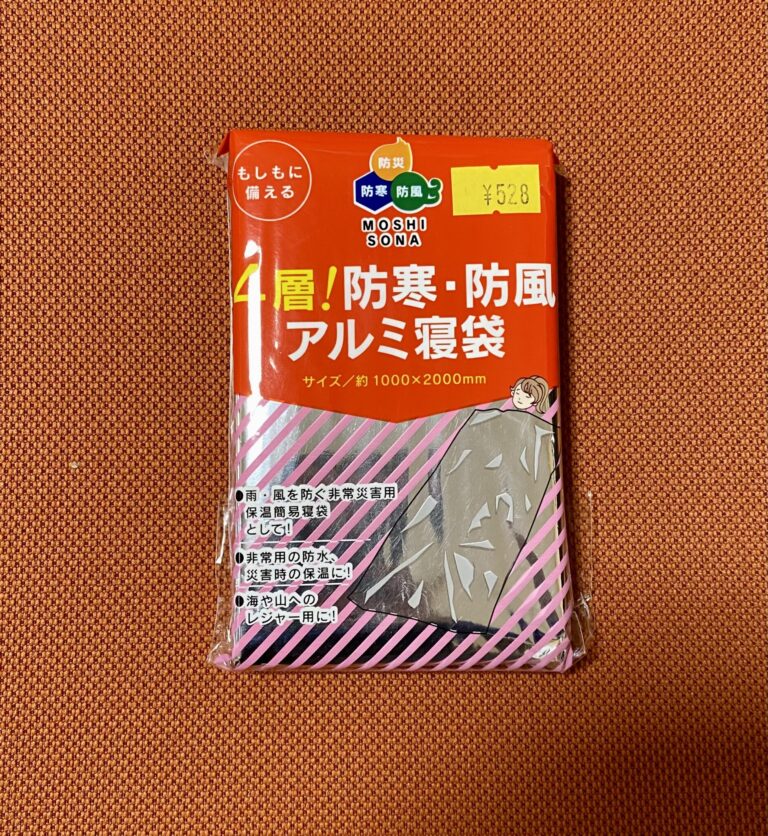 もしもに
備える
防災
防寒
防風
MOSHI
SONA
¥528
4層!防寒・防風
アルミ寝袋
サイズ/約1000×2000mm
●雨・風を防ぐ非常災害用
保温簡易寝袋
として!
●非常用の防水、
災害時の保温に!
●海や山への
レジャー用に!